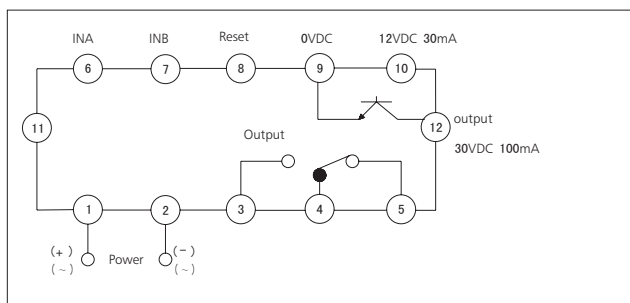 INA INB Reset 0VDC 12VDC 30mA
6 7 8 9 10
11 12 output
Output
30VDC 100mA
1 2 3 4 5
(+) Power (-)
(~) (~)